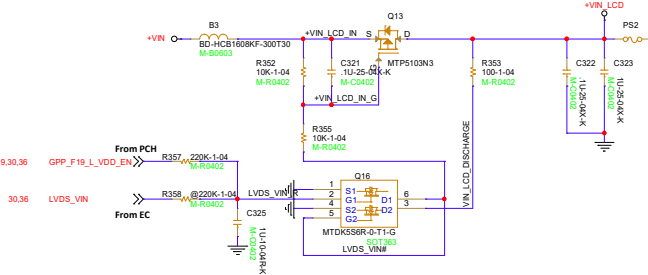 +VIN_LCD
Q13
B3
+VIN
BD-HCB1608KF-300T30
M-B0603
+VIN_LCD_IN
S
D
G
PS2
MTP5103N3
R352
10K-1-04
M-R0402
C321
.1U-25-04X-K
M-C0402
R353
100-1-04
M-R0402
C322
.1U-25-04X-K
M-C0402
C323
1U-25-04X-K
M-C0402
+VIN_LCD_IN_G
R355
10K-1-04
M-R0402
From PCH
9,30,36
GPP_F19_L_VDD_EN
R357
220K-1-04
M-R0402
30,36
LVDS_VIN
R358
@220K-1-04
M-R0402
From EC
LVDS_VIN_R
C325
1U-10-04R-K
M-C0402
Q16
1
2
4
5
S1
G1
S2
G2
D1
D2
6
3
MTDK5S6R-0-T1-G
SOT363
LVDS_VIN#
VIN_LCD_DISCHARGE